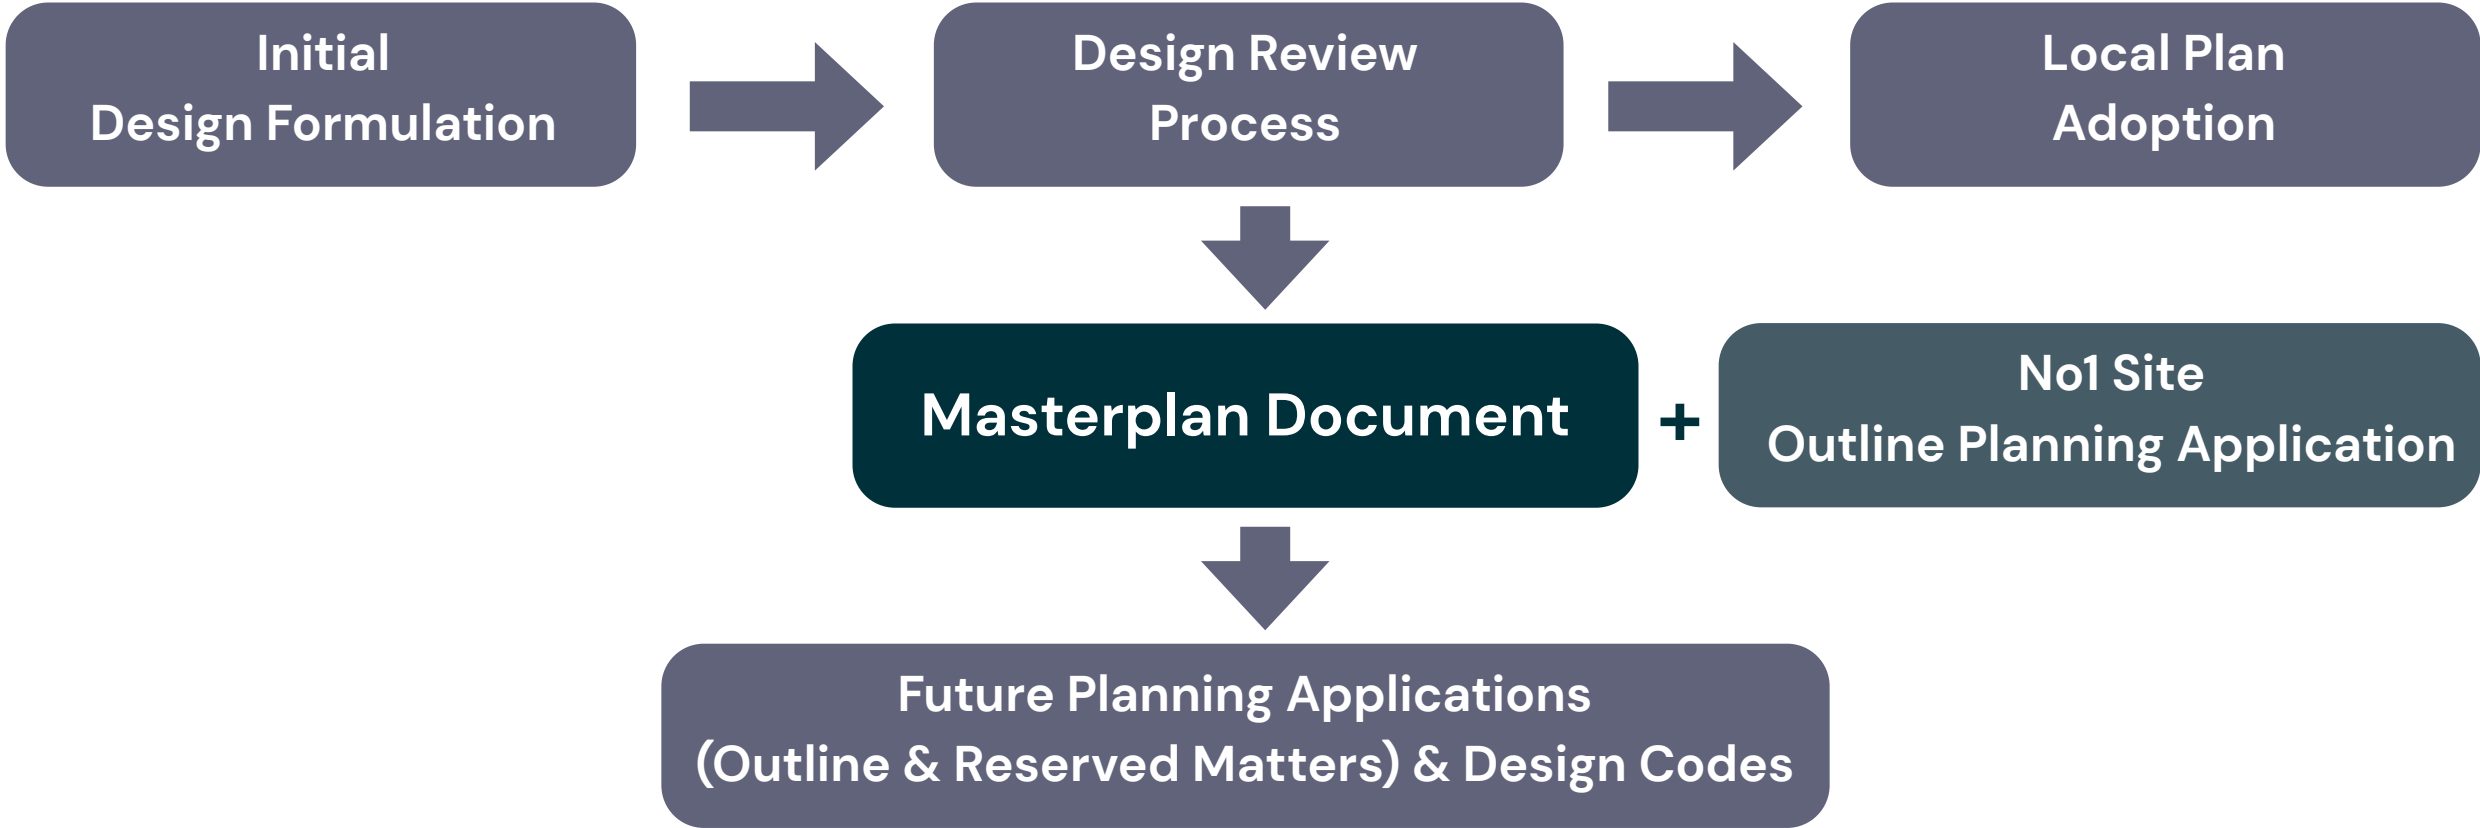 Initial
Design Formulation
Design Review
Process
Local Plan
Adoption
Masterplan Document
+
No1 Site
Outline Planning Application
Future Planning Applications
(Outline & Reserved Matters) & Design Codes